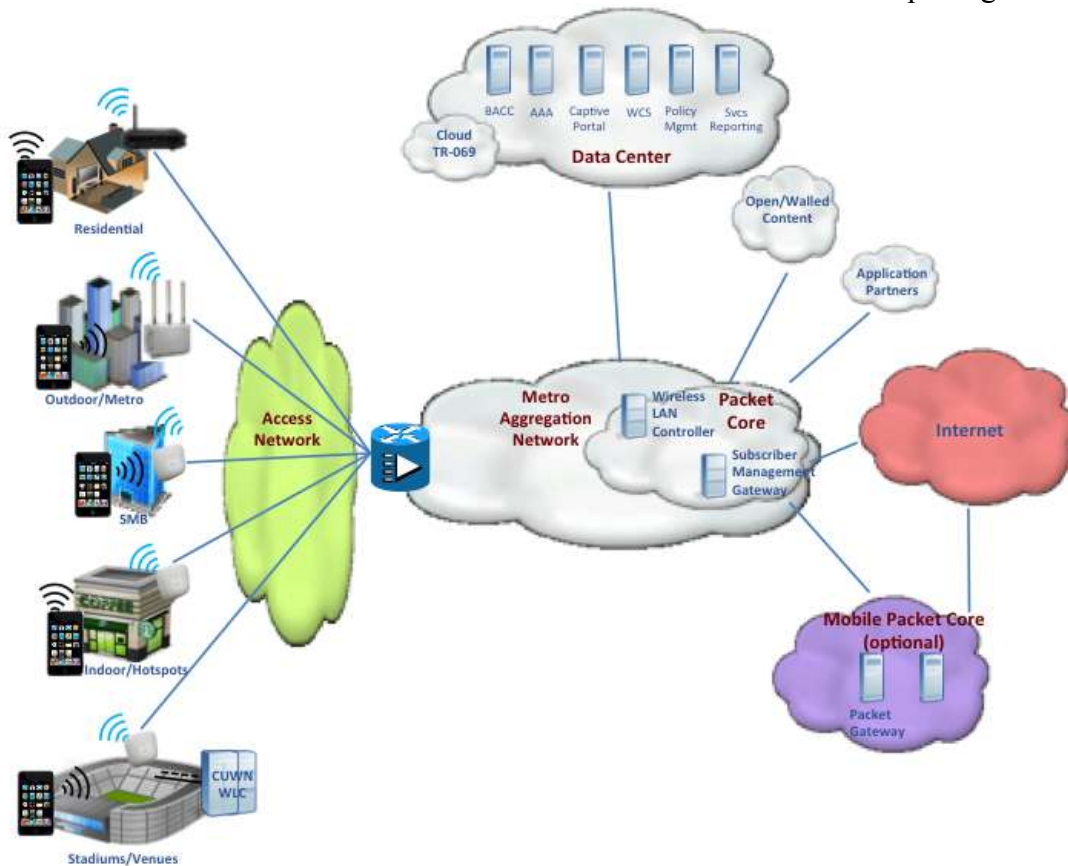 BACC
AAA
Captive
Portal
WCS
Policy
Mgmt
Svcs
Reporting
Cloud
TR-069
Data Center
Open/Walled
Content
Application
Partners
Residential
Outdoor/Metro
SMB
COFFEE
Indoor/Hotspots
CUWN
WLC
Stadiums/Venues
Access
Network
Metro
Aggregation
Network
Wireless
LAN
Controller
Packet
Core
Subscriber
Management
Gateway
Internet
Mobile Packet Core
(optional)
Packet
Gateway